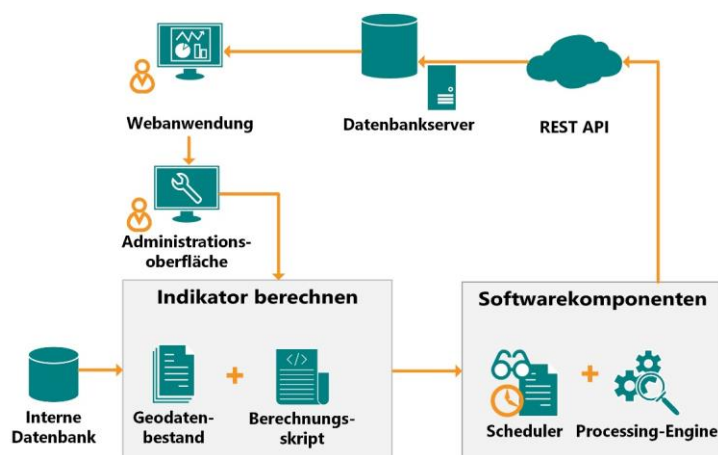 Webanwendung
Datenbankserver
REST API
Administrations-
oberfläche
Indikator berechnen
Softwarekomponenten
</>
Interne
Datenbank
Geodaten-
bestand
Berechnungs-
skript
Scheduler
Processing-Engine